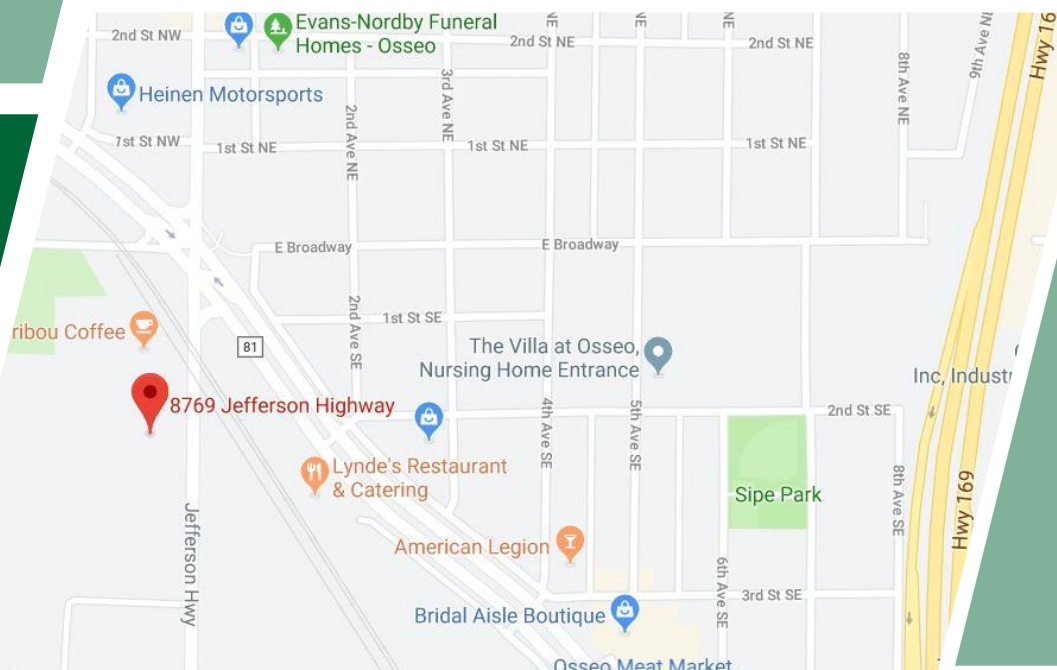 NE
NE
NE
NE
Evans-Nordby Funeral
Homes - Osseo
2nd St NW
2nd St NE
2nd St NE
9th Ave NE
Hwy 169
Heinen Motorsports
3rd Ave NE
8th Ave NE
2nd Ave NE
1st St NW
1st St NE
1st St NE
1st St NE
E Broadway
E Broadway
ribou Coffee
2nd Ave SE
1st St SE
81
The Villa at Osseo,
Nursing Home Entrance
Inc, Industr
8769 Jefferson Highway
2nd St SE
4th Ave SE
5th Ave SE
Lynde's Restaurant
& Catering
Sipe Park
8th Ave SE
Hwy 169
Jefferson Hwy
American Legion
6th Ave SE
3rd St SE
Bridal Aisle Boutique
Osseo Meat Market